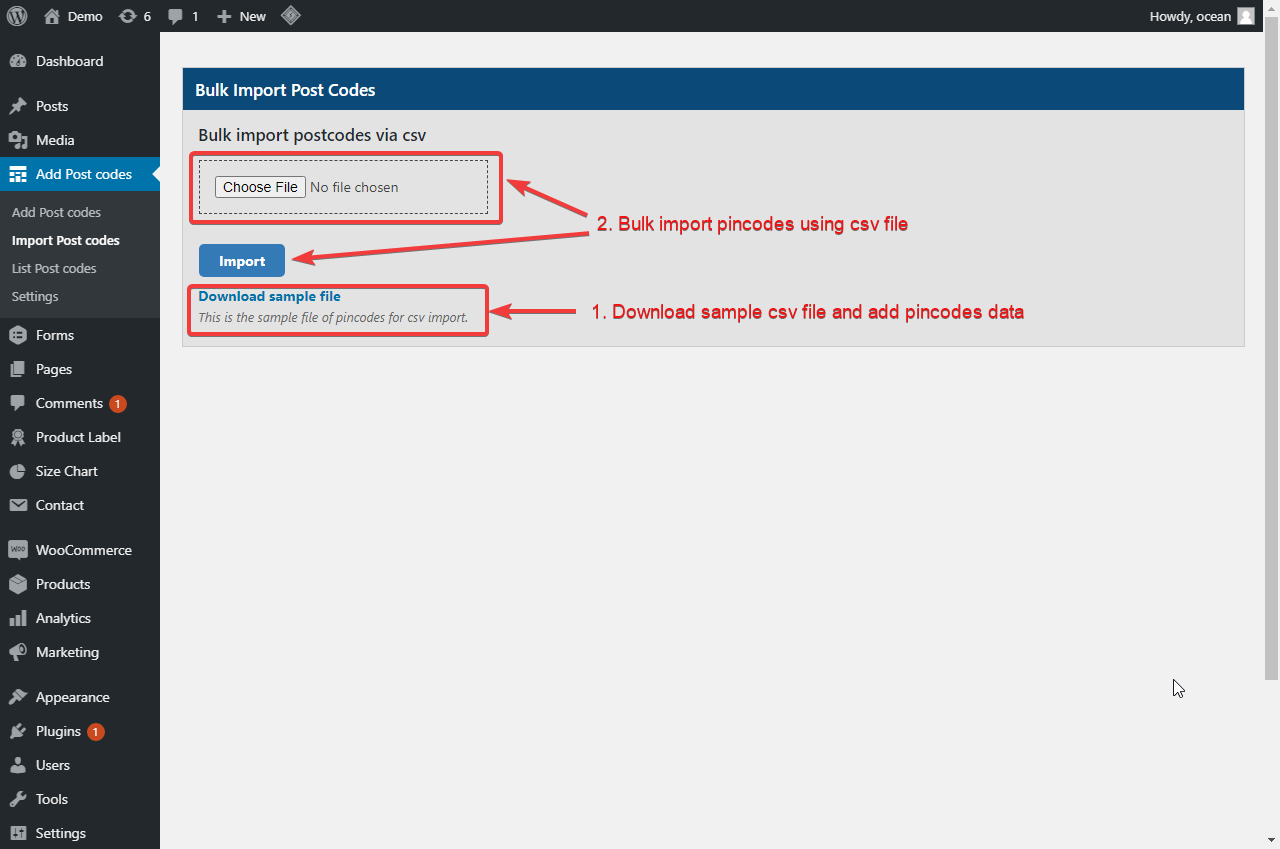 Demo 6 1 New Howdy, ocean
Dashboard
Posts
Media
Add Post codes
Add Post codes
Import Post codes
List Post codes
Settings
Forms
Pages
Comments 1
Product Label
Size Chart
Contact
WooCommerce
Products
Analytics
Marketing
Appearance
Plugins 1
Users
Tools
Settings
Bulk Import Post Codes
Bulk import postcodes via csv
Choose File No file chosen
2. Bulk import pincodes using csv file
Import
Download sample file
This is the sample file of pincodes for csv import.
1. Download sample csv file and add pincodes data